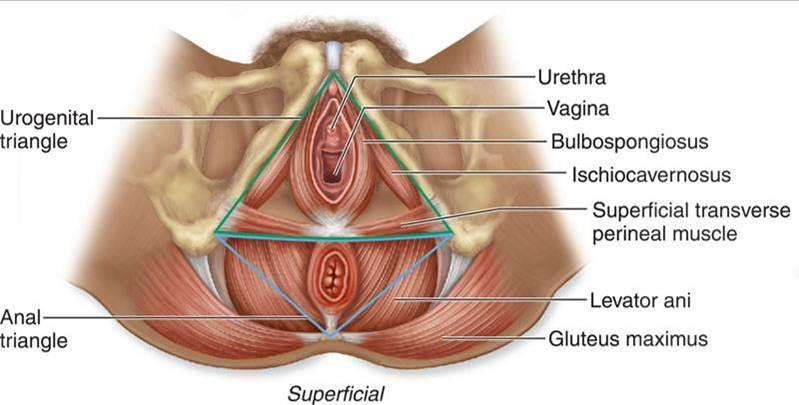 Urethra
Vagina
Urogenital
triangle
Bulbospongiosus
Ischiocavernosus
Superficial transverse
perineal muscle
Levator ani
Anal
triangle
Gluteus maximus
Superficial